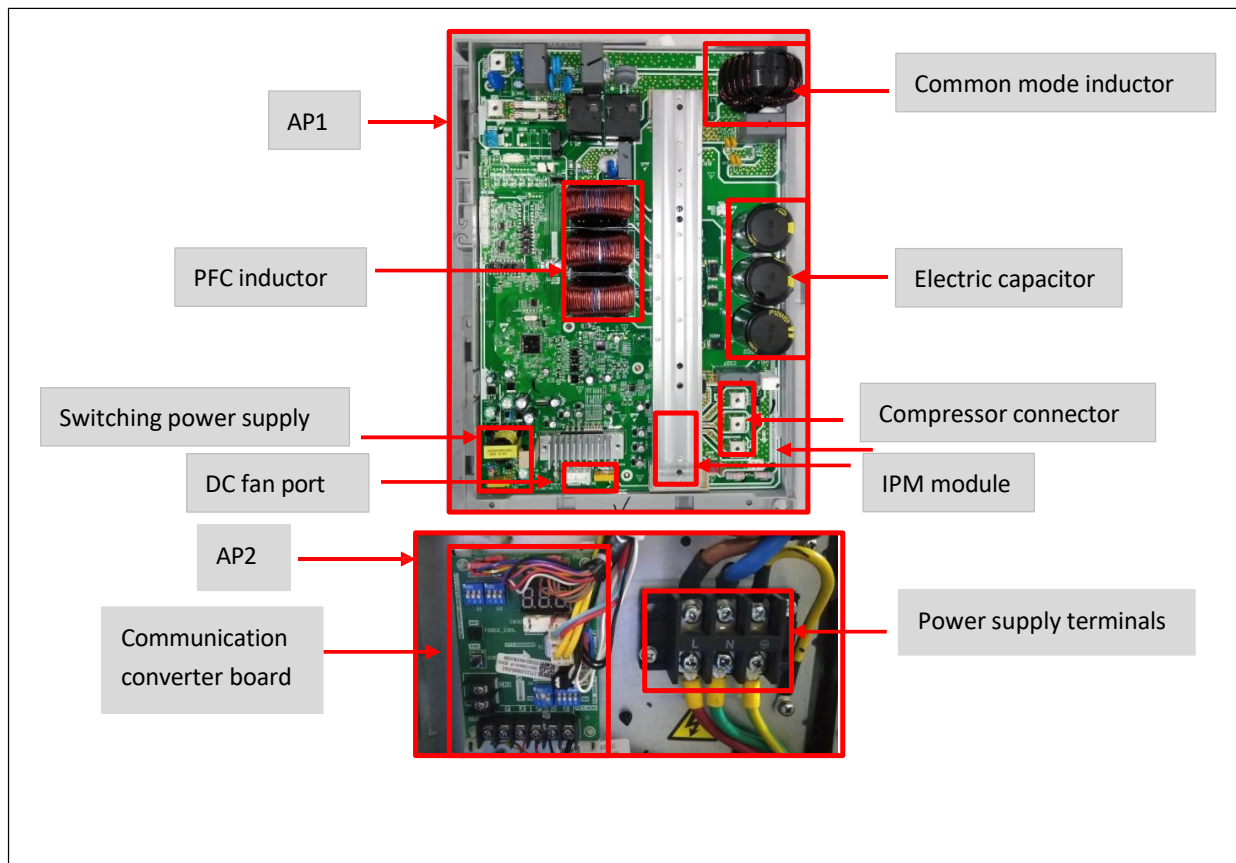 AP1
Common mode inductor
PFC inductor
Electric capacitor
Switching power supply
Compressor connector
DC fan port
IPM module
AP2
Communication
converter board
Power supply terminals
L N